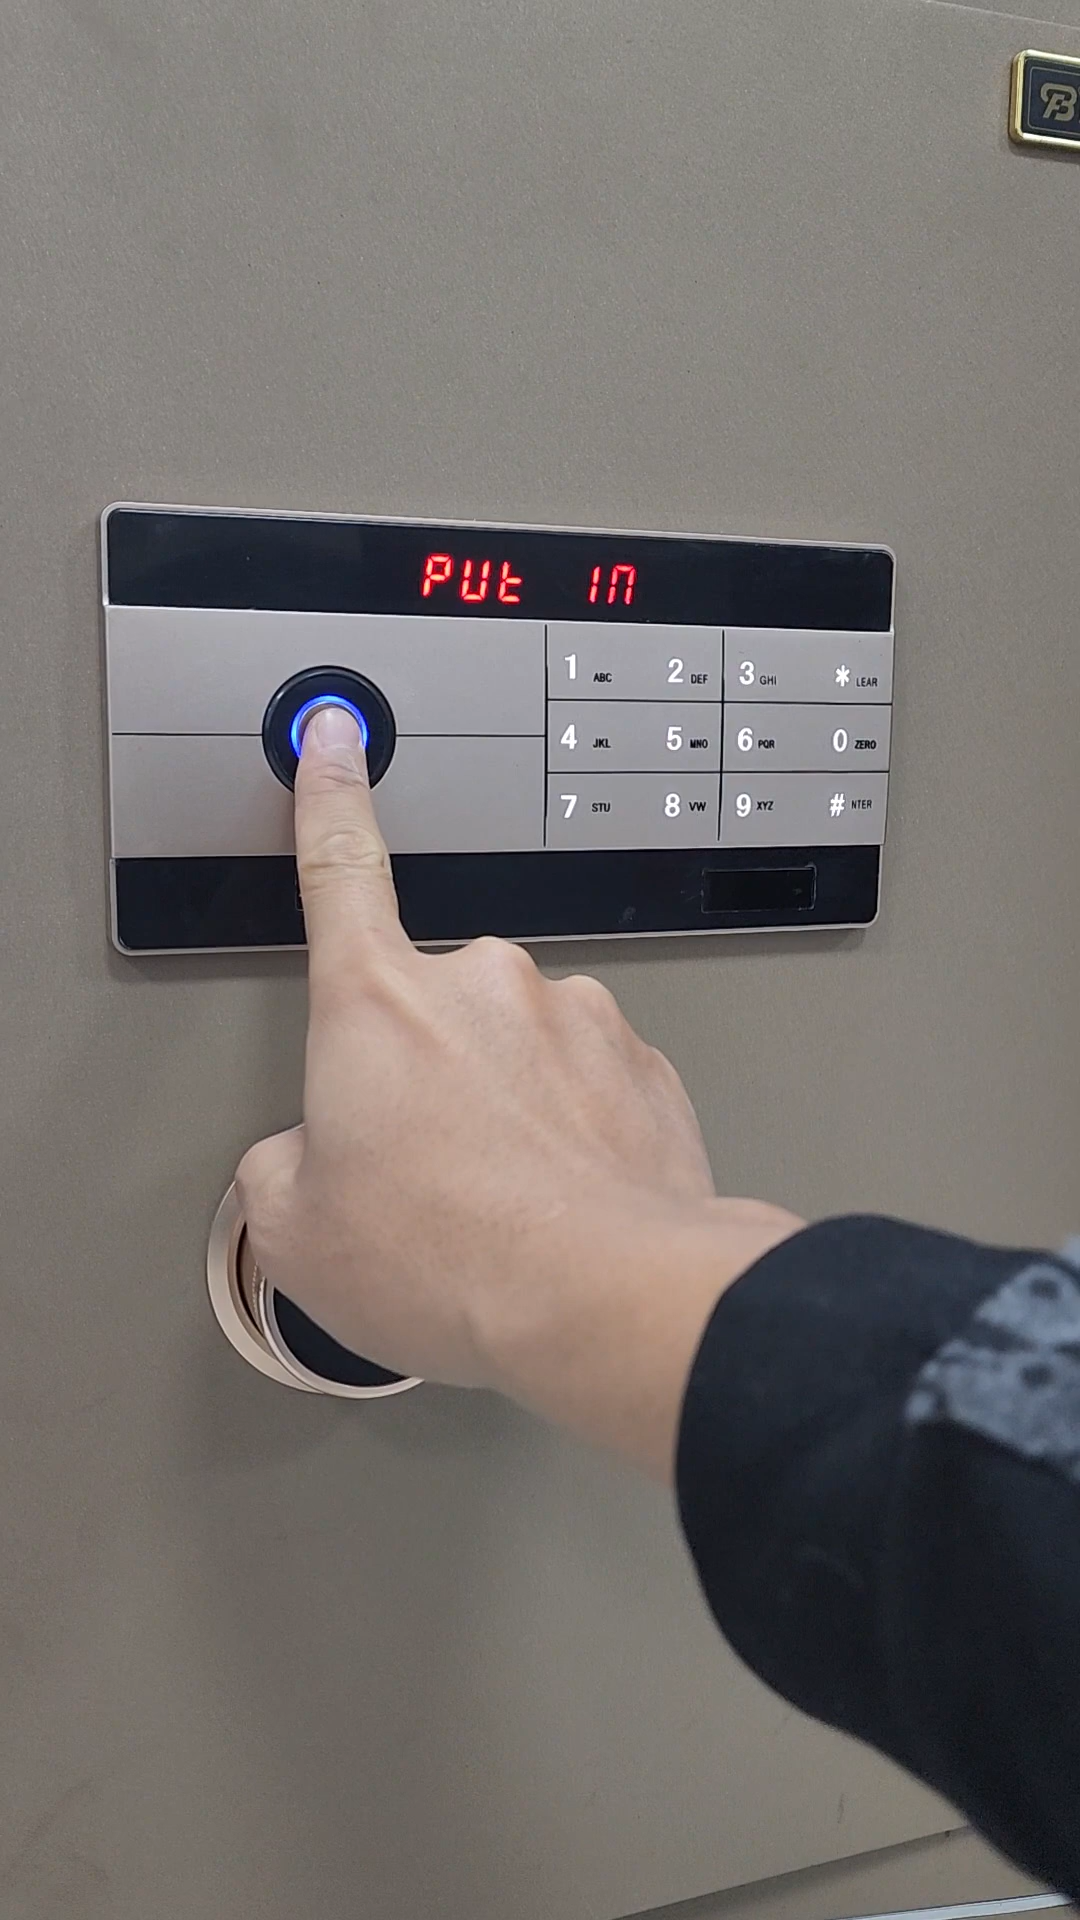 PUt in
1 ABC 2 DEF 3 GHI * LEAR
4 JKL 5 MNO 6 PQR 0 ZERO
7 STU 8 VW 9 XYZ # NTER